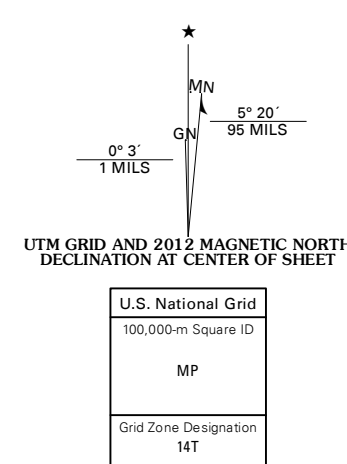 ★
MN
GN
5° 20´
95 MILS
0° 3´
1 MILS
UTM GRID AND 2012 MAGNETIC NORTH
DECLINATION AT CENTER OF SHEET
U.S. National Grid
100,000-m Square ID
MP
Grid Zone Designation
14T